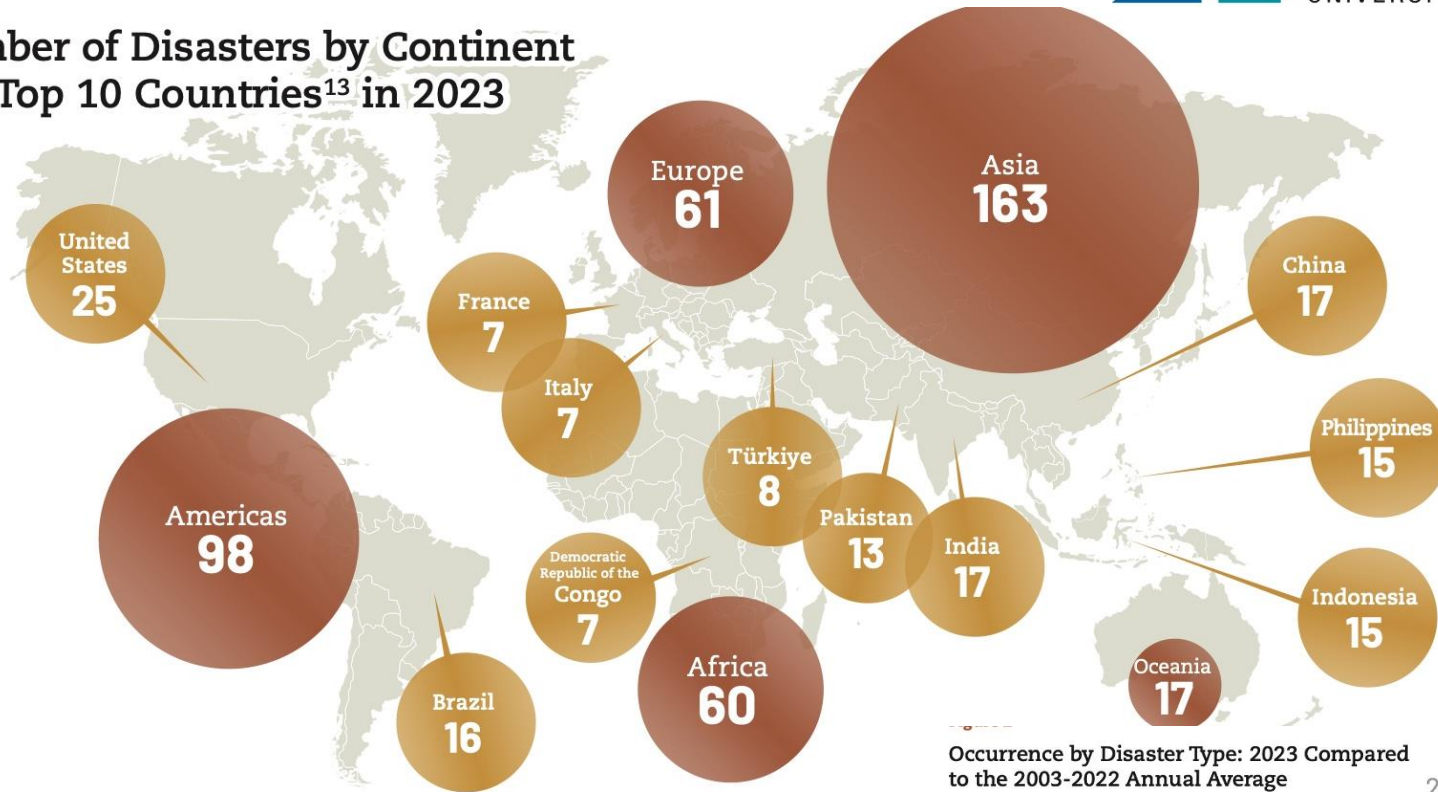 of Disasters by Continent
Top 10 Countries¹³ in 2023
Europe
61
Asia
163
United
States
25
France
7
China
17
Italy
7
Philippines
15
Türkiye
8
Americas
98
Pakistan
13
India
17
Democratic
Republic of the
Congo
7
Indonesia
15
Africa
60
Oceania
17
Brazil
16
Occurrence by Disaster Type: 2023 Compared
to the 2003-2022 Annual Average
2